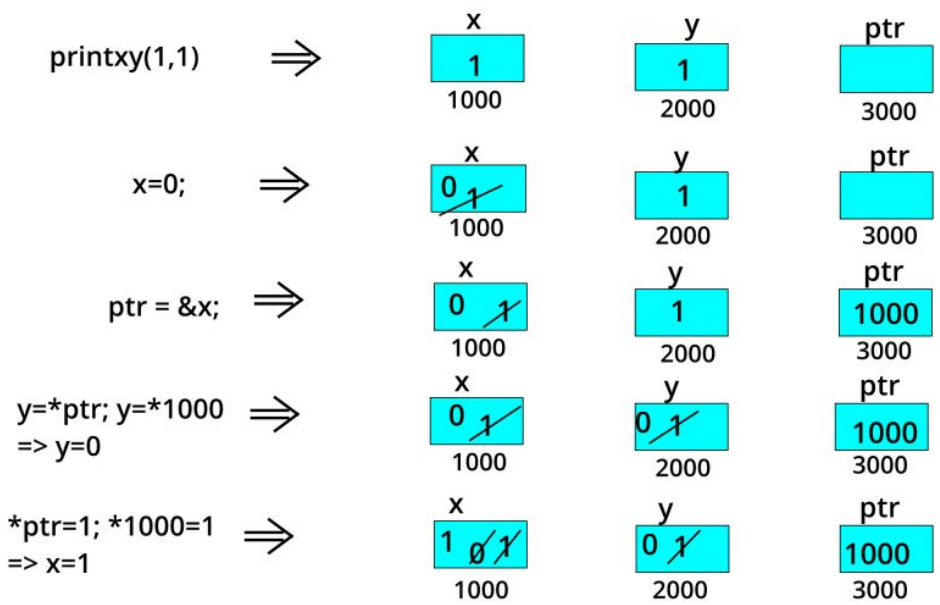 x y ptr
printxy(1,1) 1 1
1000 2000 3000
x y ptr
x=0; 0 1 1
1000 2000 3000
x y ptr
ptr = &x; 0 1 1 1000
1000 2000 3000
x y ptr
y=*ptr; y=*1000 0 1 0 1 1000
=> y=0
1000 2000 3000
x y ptr
*ptr=1; *1000=1 1 0 1 0 1 1000
=> x=1
1000 2000 3000